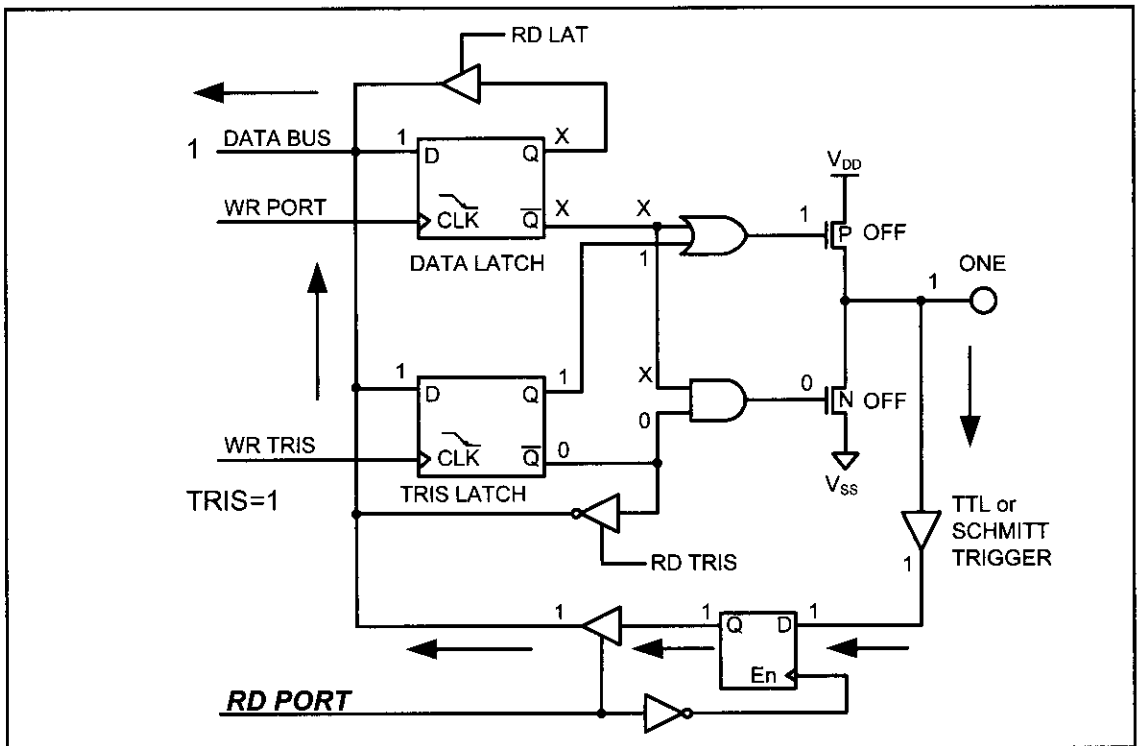 RD LAT
1 DATA BUS 1 D Q X
WR PORT CLK Q̅ X X
DATA LATCH
1
V_DD
1 P OFF
1 ONE
1 D Q 1
X
0
0 N OFF
WR TRIS CLK Q̅ 0
TRIS=1
TRIS LATCH
V_SS
TTL or
SCHMITT
TRIGGER
1
RD TRIS
1 1 Q D 1
En
RD PORT